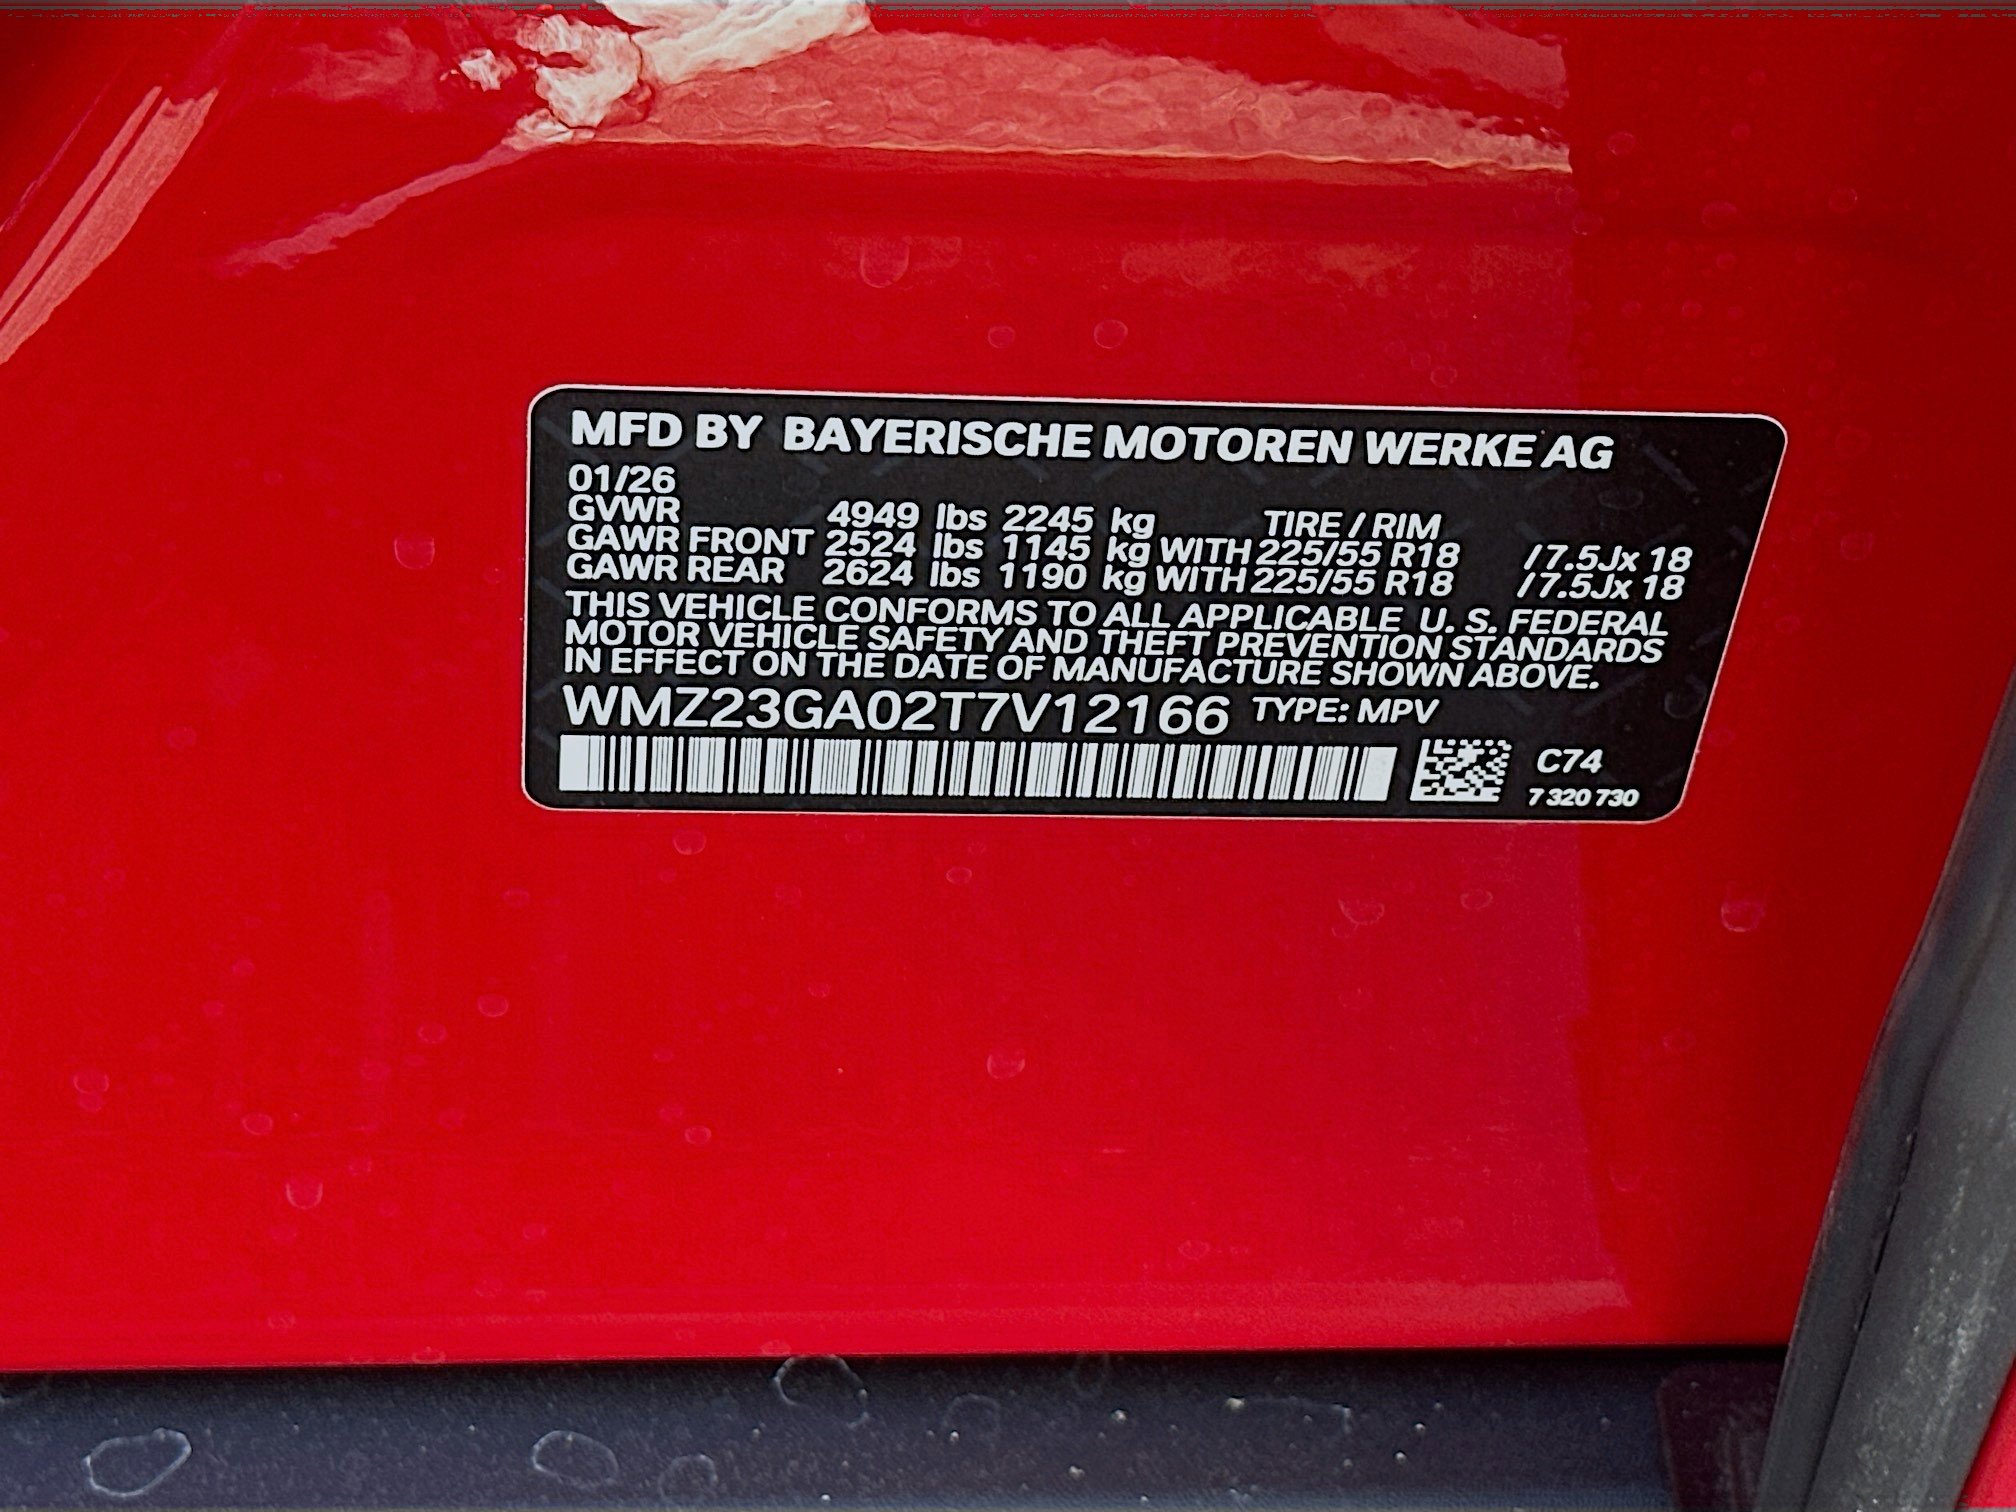 MFD BY BAYERISCHE MOTOREN WERKE AG
01/26
GVWR 4949 lbs 2245 kg TIRE / RIM
GAWR FRONT 2524 lbs 1145 kg WITH 225/55 R18 / 7.5Jx 18
GAWR REAR 2624 lbs 1190 kg WITH 225/55 R18 / 7.5Jx 18
THIS VEHICLE CONFORMS TO ALL APPLICABLE U. S. FEDERAL
MOTOR VEHICLE SAFETY AND THEFT PREVENTION STANDARDS
IN EFFECT ON THE DATE OF MANUFACTURE SHOWN ABOVE.
WMZ23GA02T7V12166 TYPE: MPV
C74
7 320 730